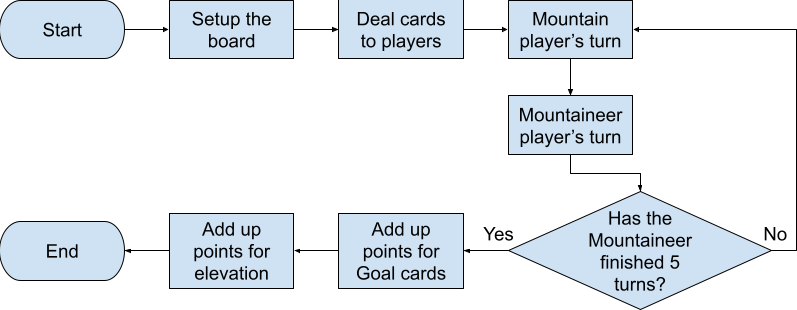 Start
Setup the
board
Deal cards
to players
Mountain
player's turn
Mountaineer
player's turn
Has the
Mountaineer
finished 5
turns?
No
Yes
Add up
points for
Goal cards
Add up
points for
elevation
End